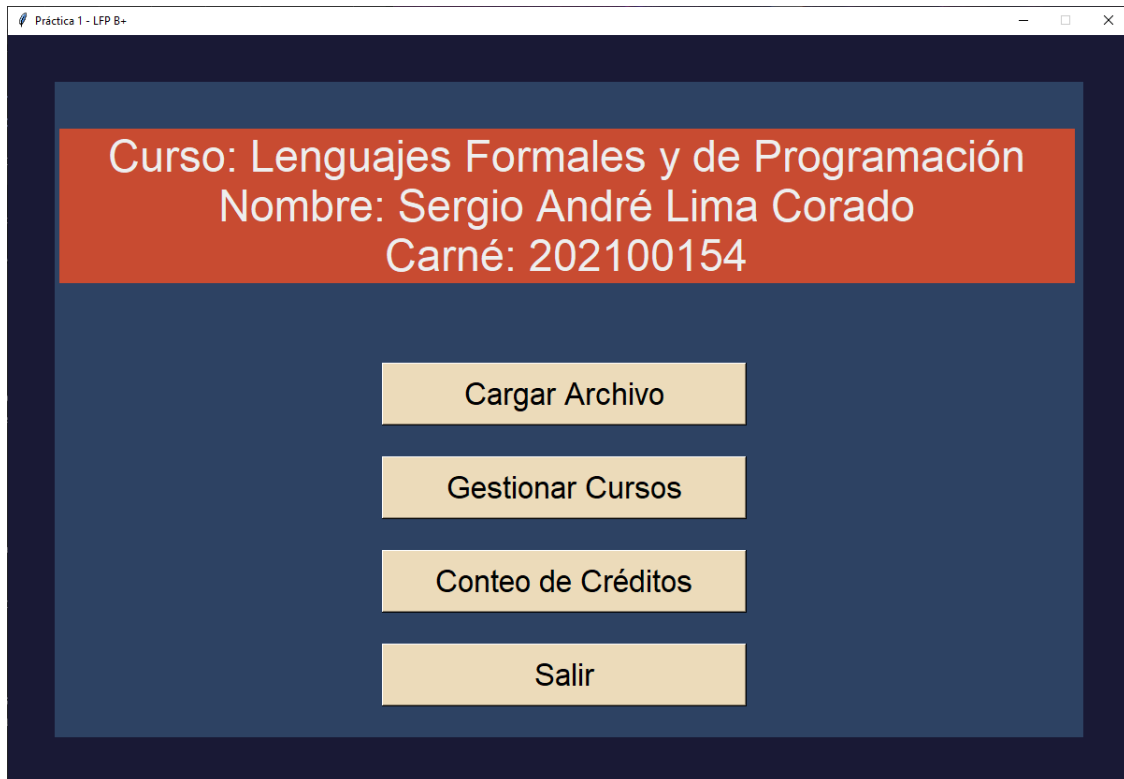 Práctica 1 - LFP B+
Curso: Lenguajes Formales y de Programación
Nombre: Sergio André Lima Corado
Carné: 202100154
Cargar Archivo
Gestionar Cursos
Conteo de Créditos
Salir